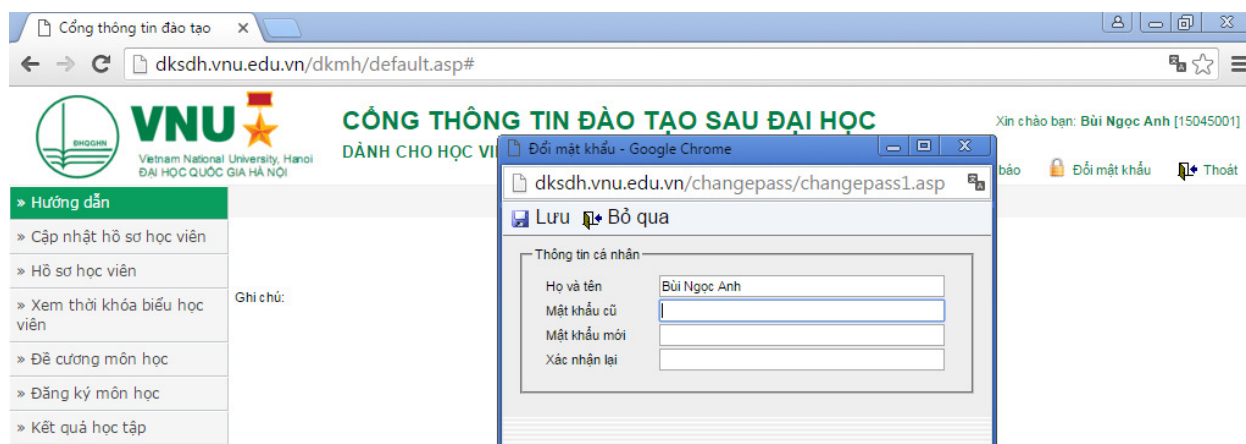 Cổng thông tin đào tạo
dksdh.vnu.edu.vn/dkmh/default.asp#
ĐHQGHN
VNU
Vietnam National University, Hanoi
ĐẠI HỌC QUỐC GIA HÀ NỘI
CỔNG THÔNG TIN ĐÀO TẠO SAU ĐẠI HỌC
DÀNH CHO HỌC VI
Xin chào bạn: Bùi Ngọc Anh [15045001]
báo Đổi mật khẩu Thoát
» Hướng dẫn
» Cập nhật hồ sơ học viên
» Hồ sơ học viên
» Xem thời khóa biểu học
viên
» Đề cương môn học
» Đăng ký môn học
» Kết quả học tập
Ghi chú:
Đổi mật khẩu - Google Chrome
dksdh.vnu.edu.vn/changepass/changepass1.asp
Lưu Bỏ qua
Thông tin cá nhân
Họ và tên Bùi Ngọc Anh
Mật khẩu cũ
Mật khẩu mới
Xác nhận lại